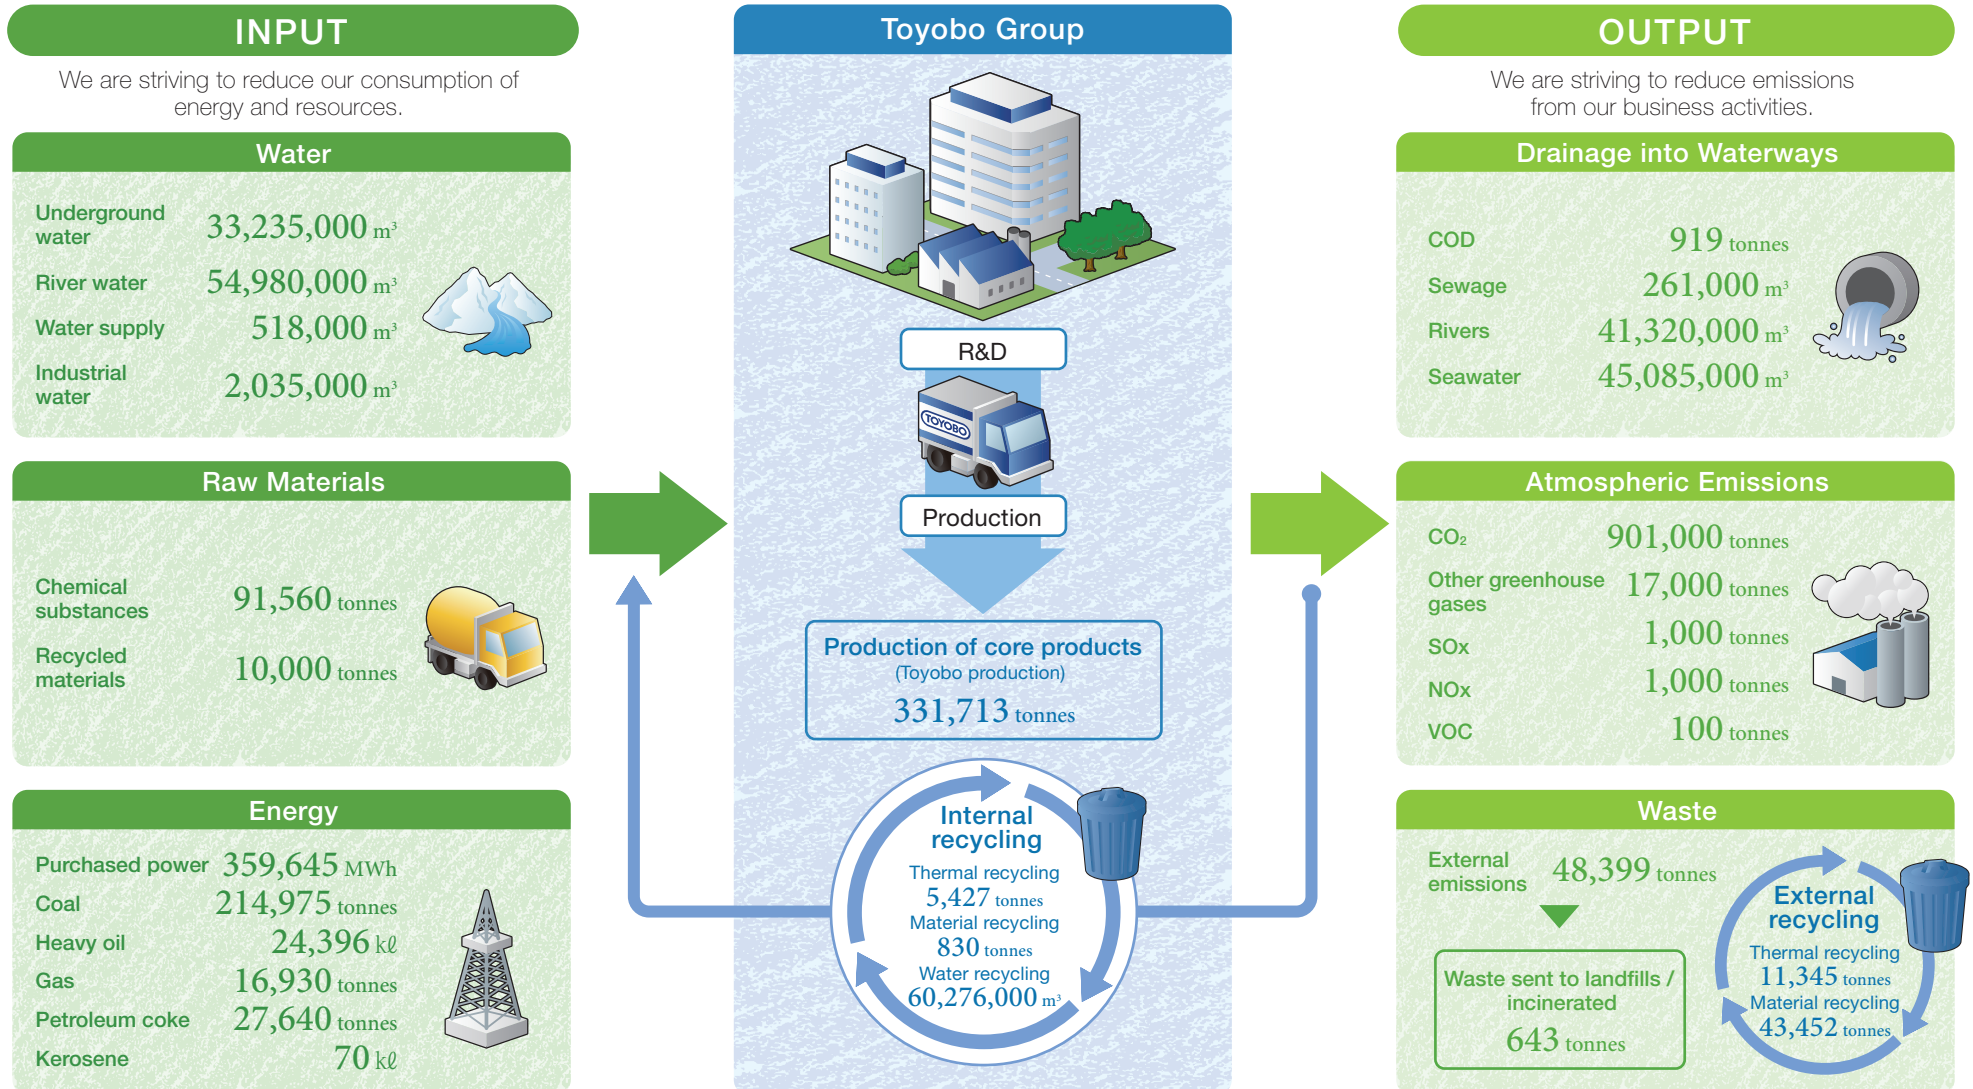 INPUT
We are striving to reduce our consumption of
energy and resources.
Water
Underground
water
33,235,000 m³
River water 54,980,000 m³
Water supply 518,000 m³
Industrial
water
2,035,000 m³
Raw Materials
Chemical
substances
91,560 tonnes
Recycled
materials
10,000 tonnes
Energy
Purchased power 359,645 MWh
Coal 214,975 tonnes
Heavy oil 24,396 kℓ
Gas 16,930 tonnes
Petroleum coke 27,640 tonnes
Kerosene 70 kℓ
Toyobo Group
R&D
TOYOBO
Production
Production of core products
(Toyobo production)
331,713 tonnes
Internal
recycling
Thermal recycling
5,427 tonnes
Material recycling
830 tonnes
Water recycling
60,276,000 m³
OUTPUT
We are striving to reduce emissions
from our business activities.
Drainage into Waterways
COD 919 tonnes
Sewage 261,000 m³
Rivers 41,320,000 m³
Seawater 45,085,000 m³
Atmospheric Emissions
CO₂ 901,000 tonnes
Other greenhouse
gases
17,000 tonnes
SOx 1,000 tonnes
NOx 1,000 tonnes
VOC 100 tonnes
Waste
External
emissions
48,399 tonnes
Waste sent to landfills /
incinerated
643 tonnes
External
recycling
Thermal recycling
11,345 tonnes
Material recycling
43,452 tonnes